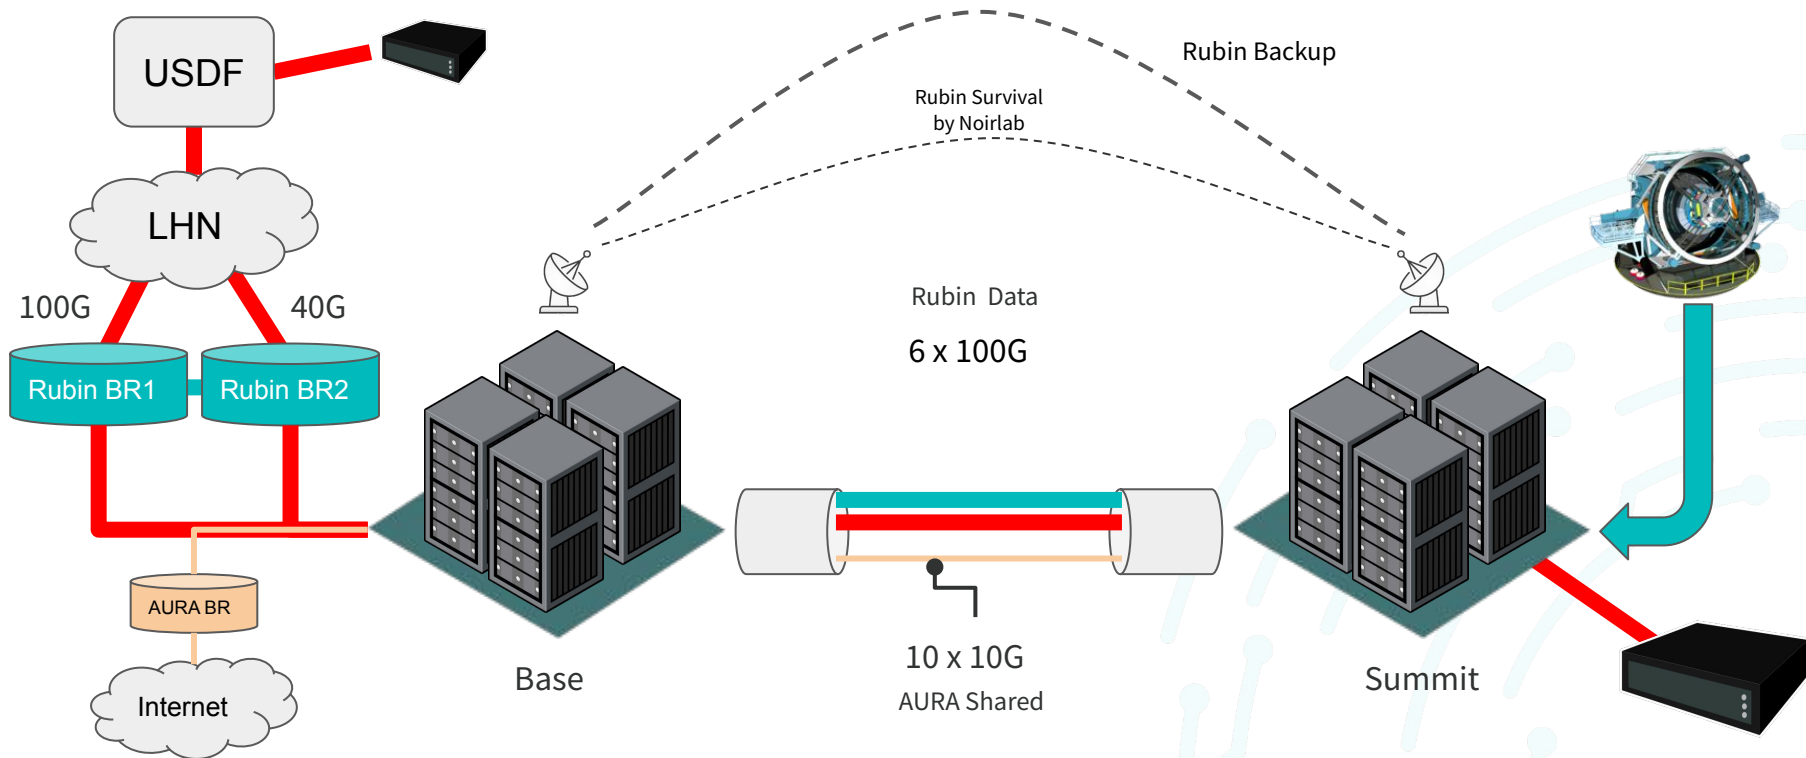 USDF
Rubin Backup
Rubin Survival
by Noirlab
LHN
100G
40G
Rubin Data
6 x 100G
Rubin BR1
Rubin BR2
AURA BR
10 x 10G
AURA Shared
Base
Summit
Internet